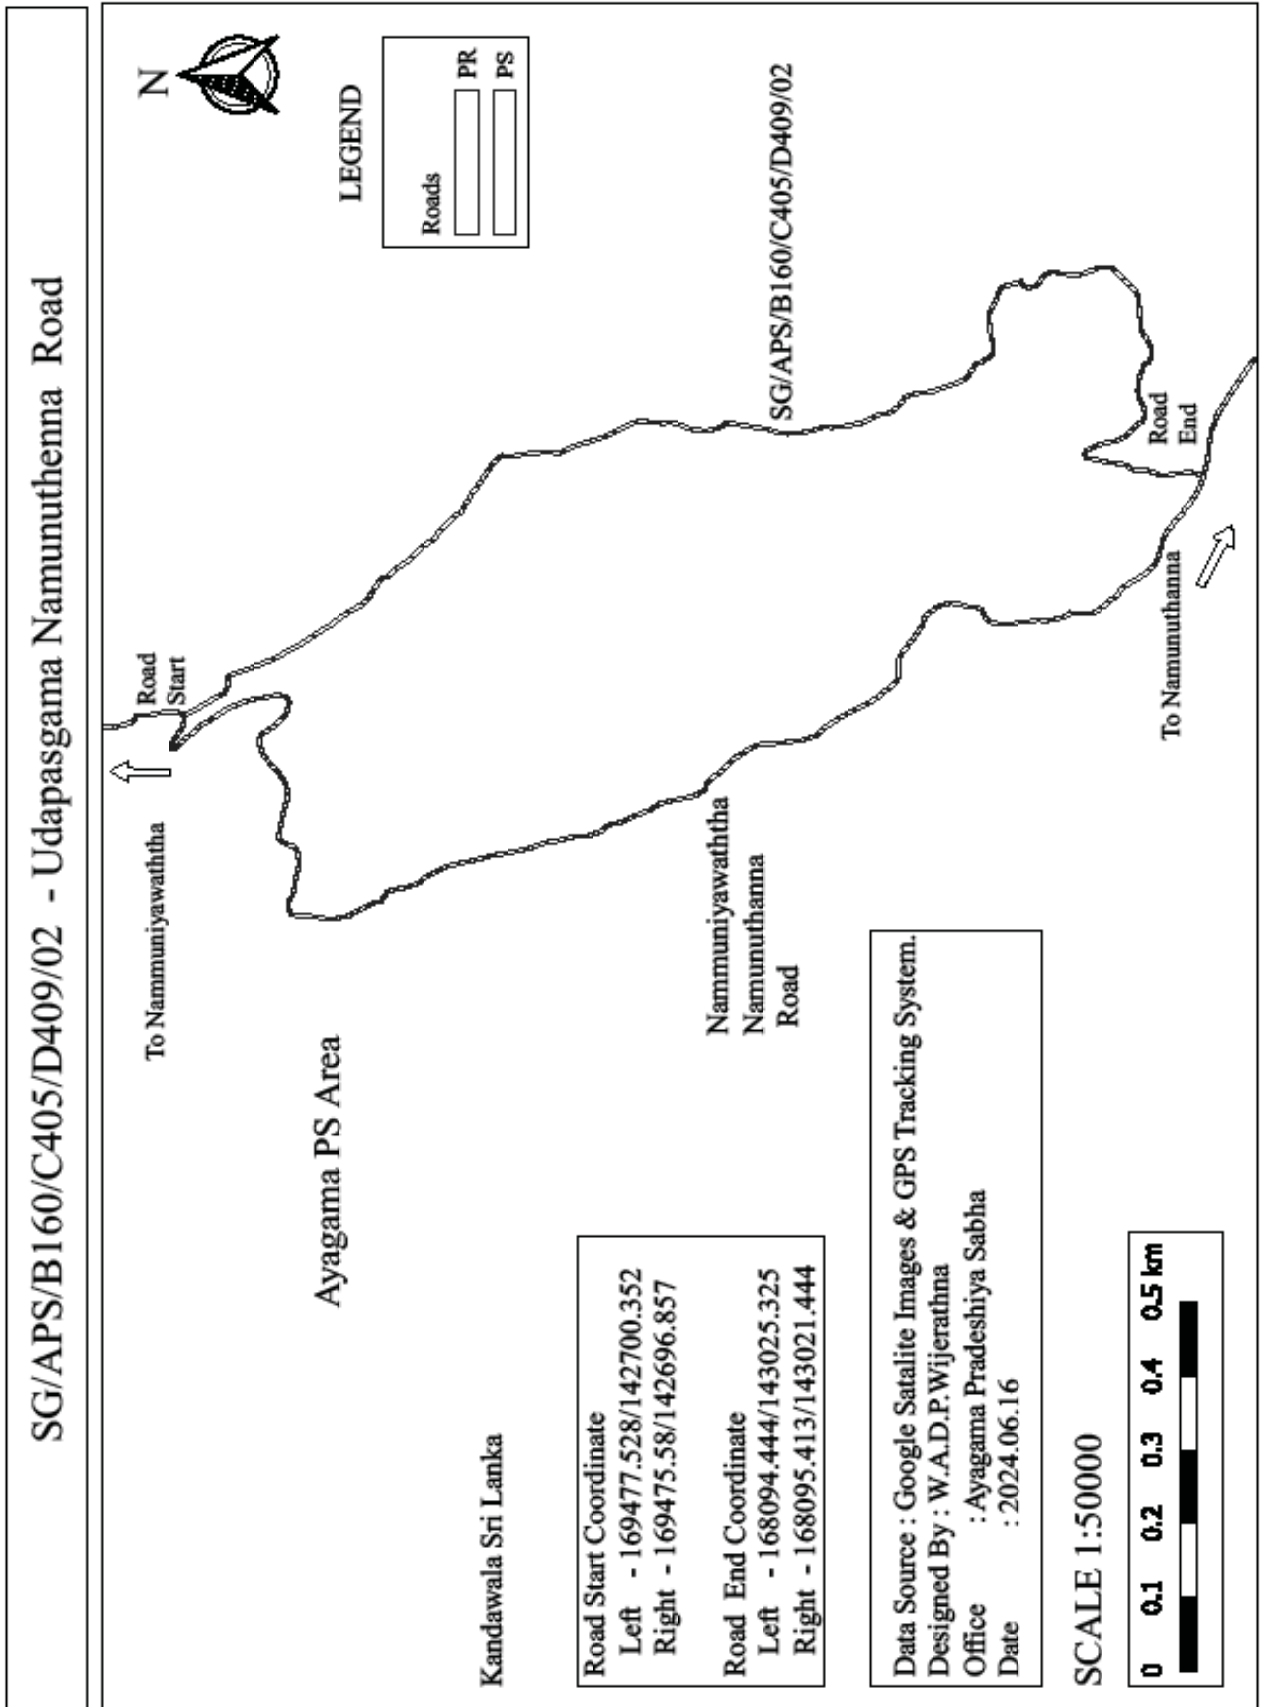 SG/APS/B160/C405/D409/02 - Udapasgama Namunuthenna Road
N
LEGEND
Roads
PR
PS
Road
Start
To Nammuniyawaththa
Ayagama PS Area
SG/APS/B160/C405/D409/02
Road
End
To Namunuthanna
Nammuniyawaththa
Namunuthanna
Road
Kandawala Sri Lanka
Road Start Coordinate
Left - 169477.528/142700.352
Right - 169475.58/142696.857
Road End Coordinate
Left - 168094.444/143025.325
Right - 168095.413/143021.444
Data Source : Google Satalite Images & GPS Tracking System.
Designed By : W.A.D.P.Wijerathna
Office : Ayagama Pradeshiya Sabha
Date : 2024.06.16
SCALE 1:50000
0 0.1 0.2 0.3 0.4 0.5 km